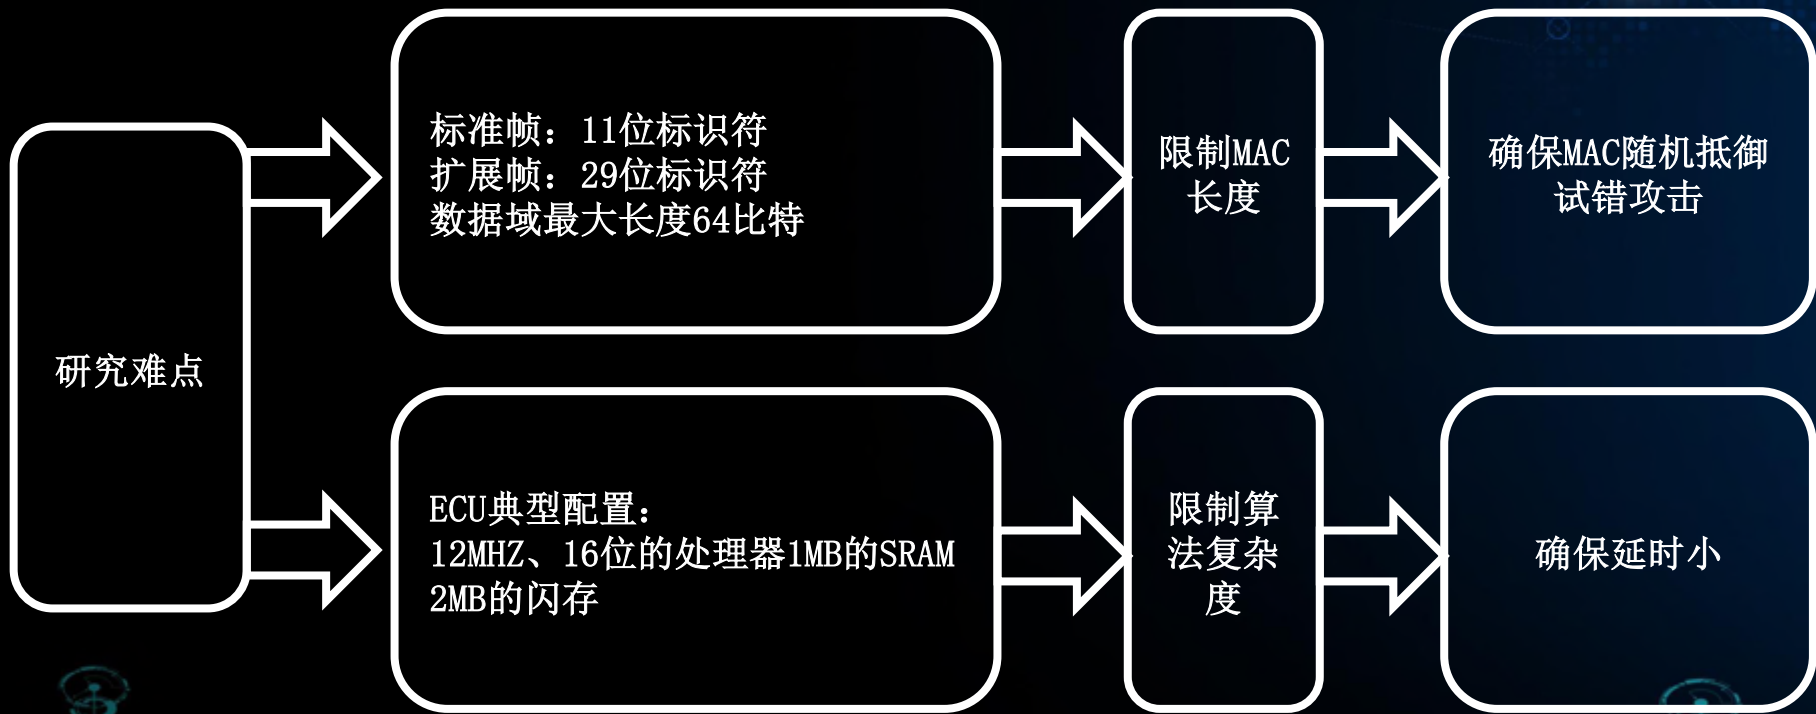 研究难点
标准帧：11位标识符
扩展帧：29位标识符
数据域最大长度64比特
限制MAC
长度
确保MAC随机抵御
试错攻击
ECU典型配置：
12MHZ、16位的处理器1MB的SRAM
2MB的闪存
限制算
法复杂
度
确保延时小